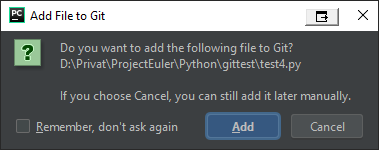 PC
Add File to Git
Do you want to add the following file to Git?
D:\Privat\ProjectEuler\Python\gittest\test4.py
If you choose Cancel, you can still add it later manually.
Remember, don't ask again
Add
Cancel